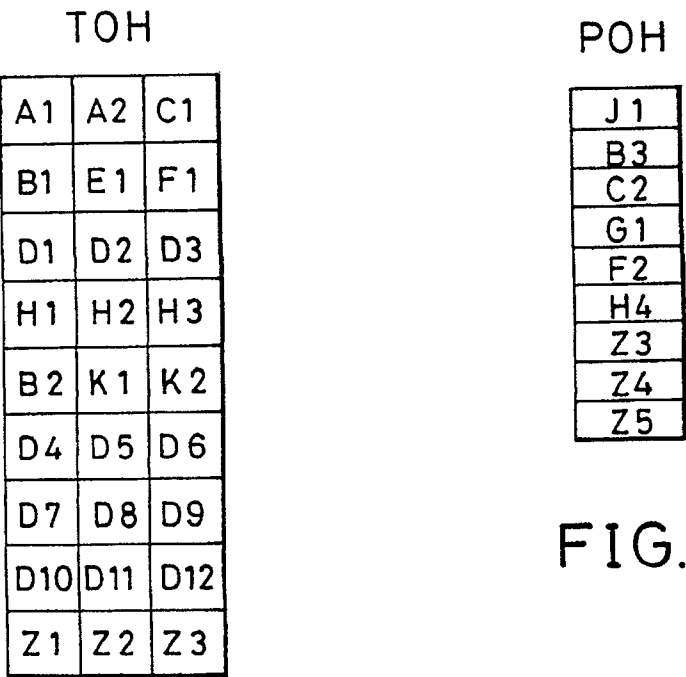 TOH
A1 A2 C1
B1 E1 F1
D1 D2 D3
H1 H2 H3
B2 K1 K2
D4 D5 D6
D7 D8 D9
D10 D11 D12
Z1 Z2 Z3
POH
J1
B3
C2
G1
F2
H4
Z3
Z4
Z5
FIG.